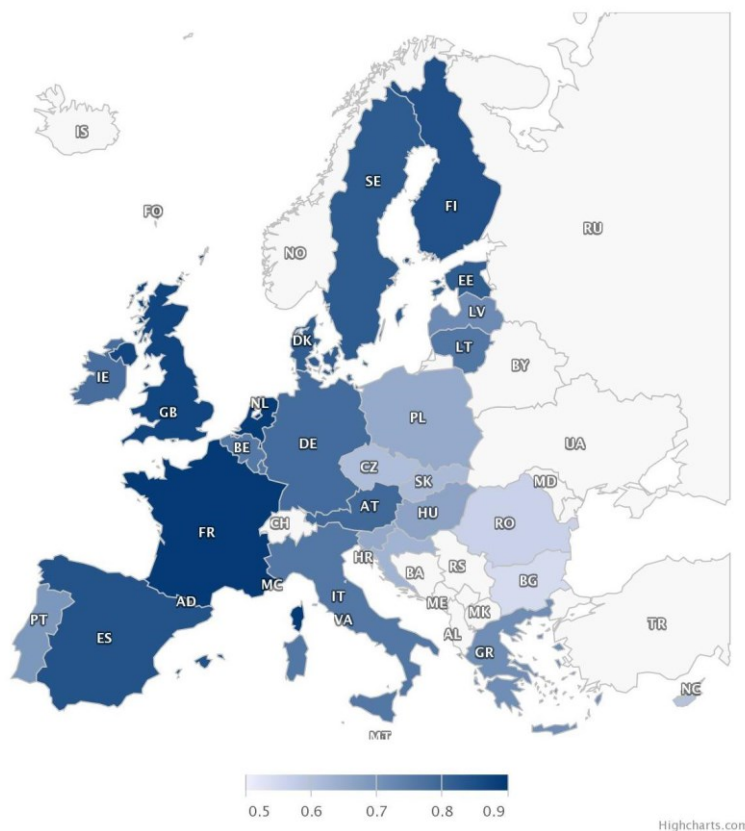 IS
SE
FI
FO
NO
RU
EE
LV
DK
LT
BY
IE
NL
GB
PL
BE
DE
UA
CZ
SK
MD
AT
HU
CH
RO
FR
HR
BA
RS
BG
MC
IT
ME
MK
AD
VA
PT
ES
AL
GR
TR
NC
MT
0.5 0.6 0.7 0.8 0.9
Highcharts.com